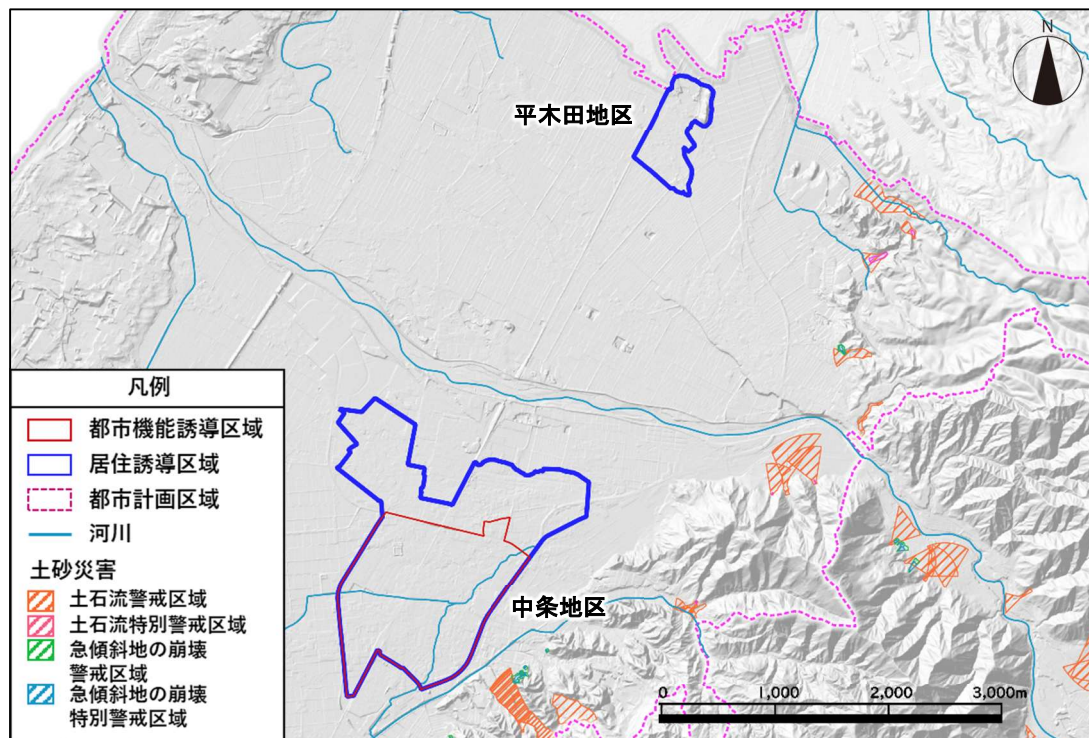 N
平木田地区
中条地区
凡例
都市機能誘導区域
居住誘導区域
都市計画区域
河川
土砂災害
土石流警戒区域
土石流特別警戒区域
急傾斜地の崩壊
警戒区域
急傾斜地の崩壊
特別警戒区域
0 1,000 2,000 3,000m